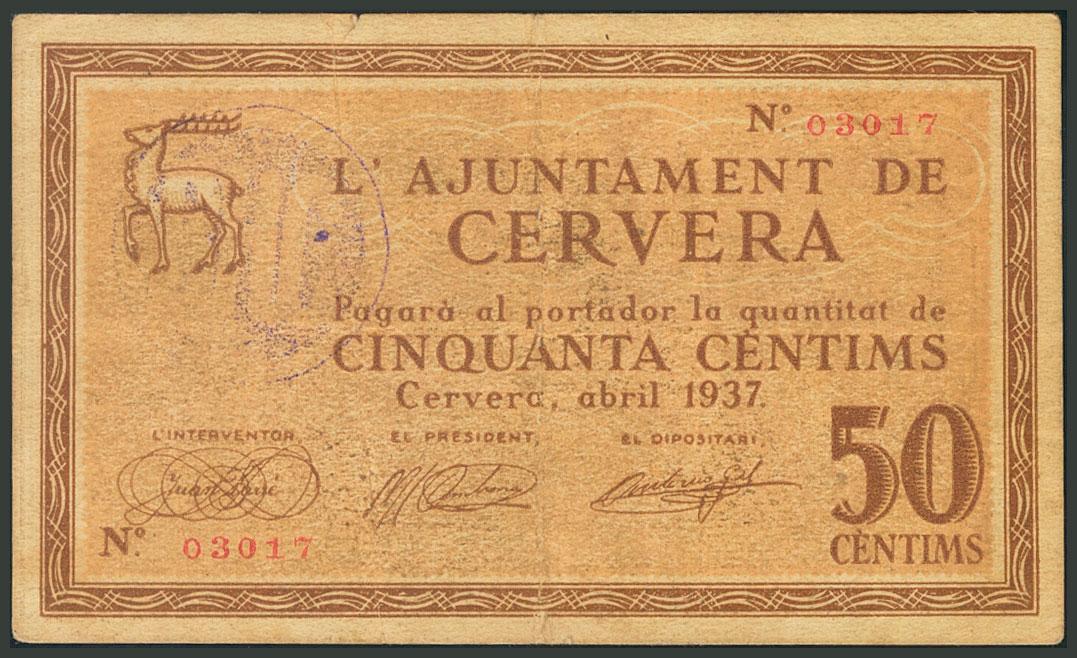 Nº 03017
L'AJUNTAMENT DE
CERVERA
Pagarà al portador la quantitat de
CINQUANTA CÈNTIMS
Cervera, abril 1937.
L'INTERVENTOR, EL PRESIDENT, EL DIPOSITARI,
50
Nº 03017
CÈNTIMS